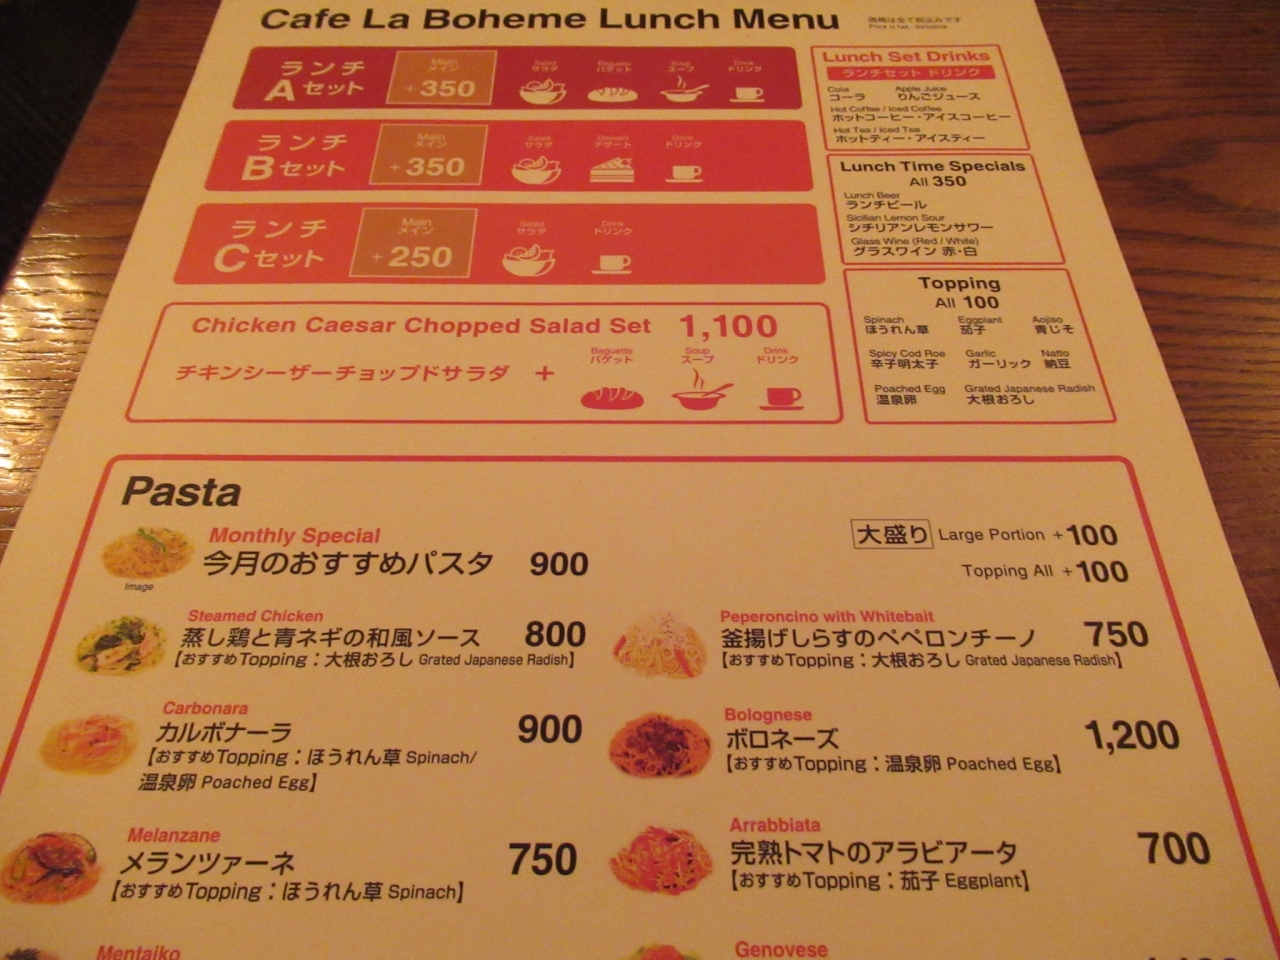 Cafe La Boheme Lunch Menu
価格は全て税込みです
Price is tax inclusive
ランチ
Aセット
Main
メイン
+350
Salad
サラダ
Baguette
バゲット
Soup
スープ
Drink
ドリンク
ランチ
Bセット
Main
メイン
+350
Salad
サラダ
Dessert
デザート
Drink
ドリンク
ランチ
Cセット
Main
メイン
+250
Salad
サラダ
Drink
ドリンク
Chicken Caesar Chopped Salad Set 1,100
チキンシーザーチョップドサラダ +
Baguette
バゲット
Soup
スープ
Drink
ドリンク
Lunch Set Drinks
ランチセット ドリンク
Cola Apple Juice
コーラ りんごジュース
Hot Coffee / Iced Coffee
ホットコーヒー・アイスコーヒー
Hot Tea / Iced Tea
ホットティー・アイスティー
Lunch Time Specials
All 350
Lunch Beer
ランチビール
Sicilian Lemon Sour
シチリアンレモンサワー
Glass Wine (Red / White)
グラスワイン 赤・白
Topping
All 100
Spinach Eggplant Aojiso
ほうれん草 茄子 青じそ
Spicy Cod Roe Garlic Natto
辛子明太子 ガーリック 納豆
Poached Egg Grated Japanese Radish
温泉卵 大根おろし
Pasta
Monthly Special
今月のおすすめパスタ 900
Image
大盛り Large Portion +100
Topping All +100
Steamed Chicken
蒸し鶏と青ネギの和風ソース 800
【おすすめTopping：大根おろし Grated Japanese Radish】
Peperoncino with Whitebait
釜揚げしらすのペペロンチーノ 750
【おすすめTopping：大根おろし Grated Japanese Radish】
Carbonara
カルボナーラ 900
【おすすめTopping：ほうれん草 Spinach/
温泉卵 Poached Egg】
Bolognese
ボロネーズ 1,200
【おすすめTopping：温泉卵 Poached Egg】
Melanzane
メランツァーネ 750
【おすすめTopping：ほうれん草 Spinach】
Arrabbiata
完熟トマトのアラビアータ 700
【おすすめTopping：茄子 Eggplant】
Mentaiko
Genovese